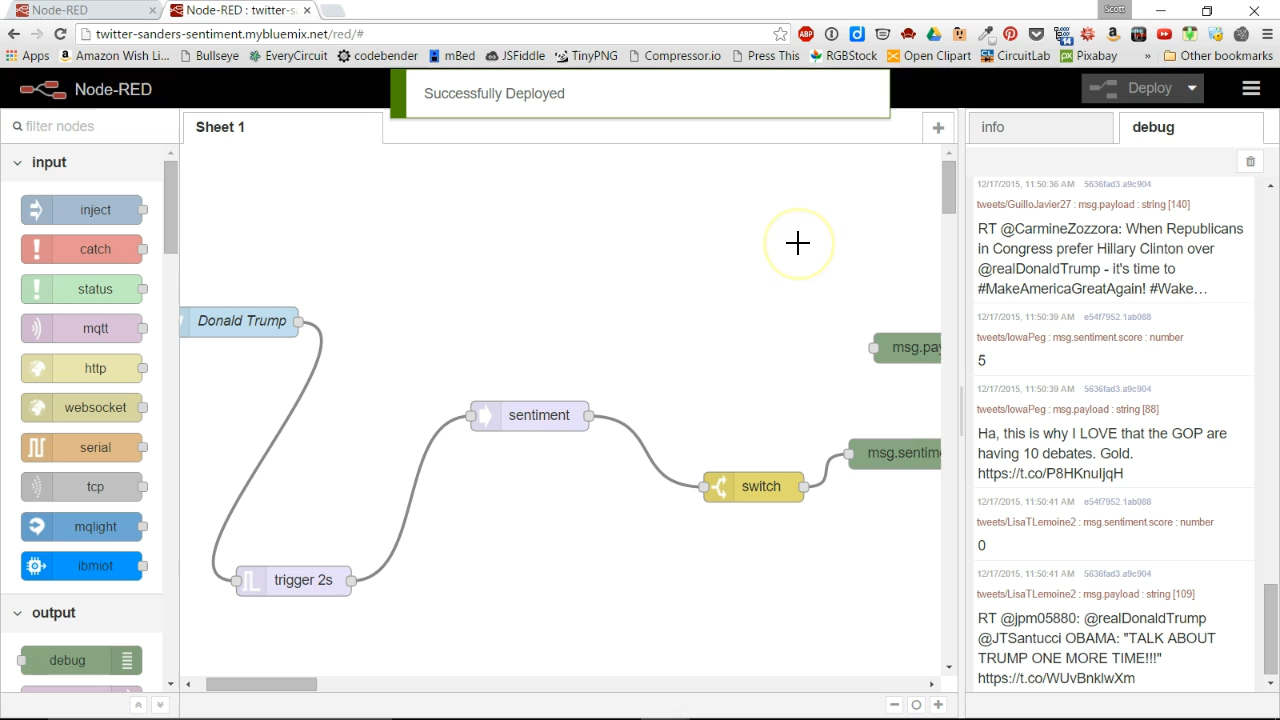 Node-RED
Node-RED : twitter-s
Scott
twitter-sanders-sentiment.mybluemix.net/red/#
Apps
Amazon Wish Li...
Bullseye
EveryCircuit
codebender
mBed
JSFiddle
TinyPNG
Compressor.io
Press This
RGBStock
Open Clipart
CircuitLab
Pixabay
»
Other bookmarks
Node-RED
Successfully Deployed
Deploy
filter nodes
Sheet 1
info
debug
input
inject
catch
status
mqtt
http
websocket
serial
tcp
mqlight
ibmiot
output
debug
Donald Trump
trigger 2s
sentiment
switch
msg.pay
msg.sentim
12/17/2015, 11:50:36 AM 5636fad3.a9c904
tweets/GuilloJavier27 : msg.payload : string [140]
RT @CarmineZozzora: When Republicans
in Congress prefer Hillary Clinton over
@realDonaldTrump - it's time to
#MakeAmericaGreatAgain! #Wake…
12/17/2015, 11:50:39 AM e54f7952.1ab088
tweets/IowaPeg : msg.sentiment.score : number
5
12/17/2015, 11:50:39 AM 5636fad3.a9c904
tweets/IowaPeg : msg.payload : string [88]
Ha, this is why I LOVE that the GOP are
having 10 debates. Gold.
https://t.co/P8HKnuljqH
12/17/2015, 11:50:41 AM e54f7952.1ab088
tweets/LisaTLemoine2 : msg.sentiment.score : number
0
12/17/2015, 11:50:41 AM 5636fad3.a9c904
tweets/LisaTLemoine2 : msg.payload : string [109]
RT @jpm05880: @realDonaldTrump
@JTSantucci OBAMA: "TALK ABOUT
TRUMP ONE MORE TIME!!!"
https://t.co/WUvBnklwXm